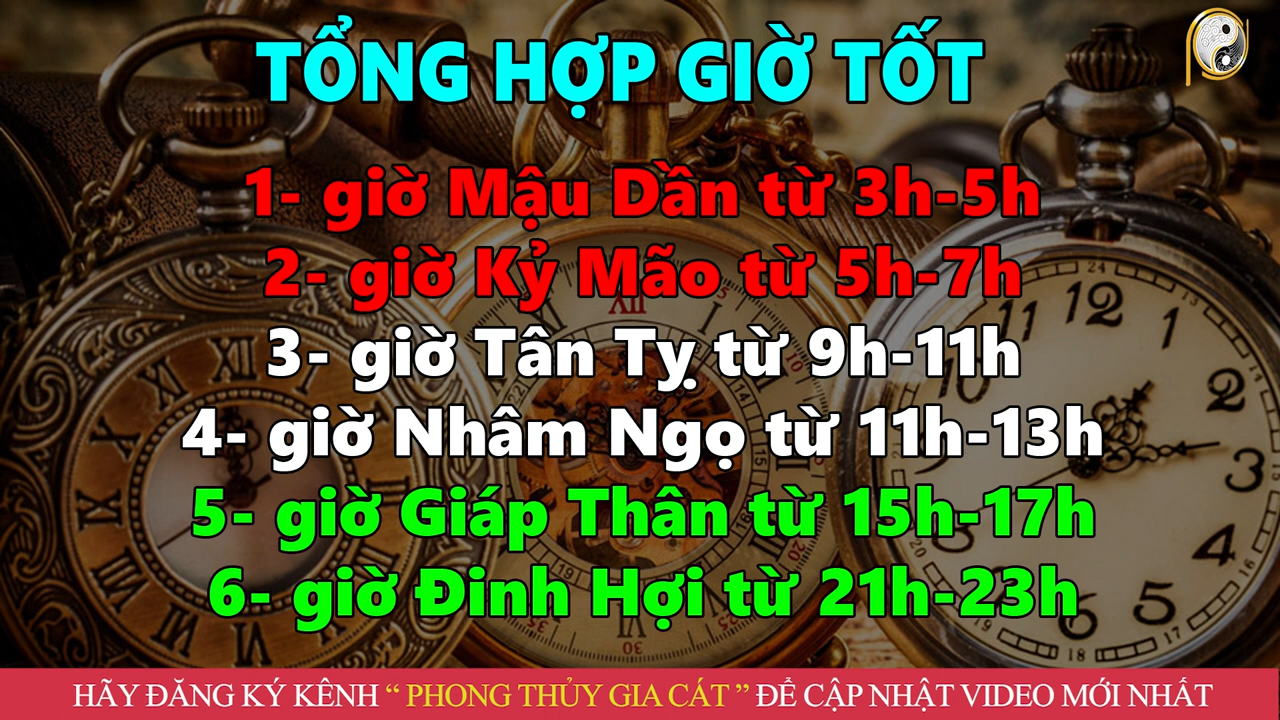 TỔNG HỢP GIỜ TỐT
1- giờ Mậu Dần từ 3h-5h
2- giờ Kỷ Mão từ 5h-7h
3- giờ Tân Tỵ từ 9h-11h
4- giờ Nhâm Ngọ từ 11h-13h
5- giờ Giáp Thân từ 15h-17h
6- giờ Đinh Hợi từ 21h-23h
HÃY ĐĂNG KÝ KÊNH “ PHONG THỦY GIA CÁT ” ĐỂ CẬP NHẬT VIDEO MỚI NHẤT